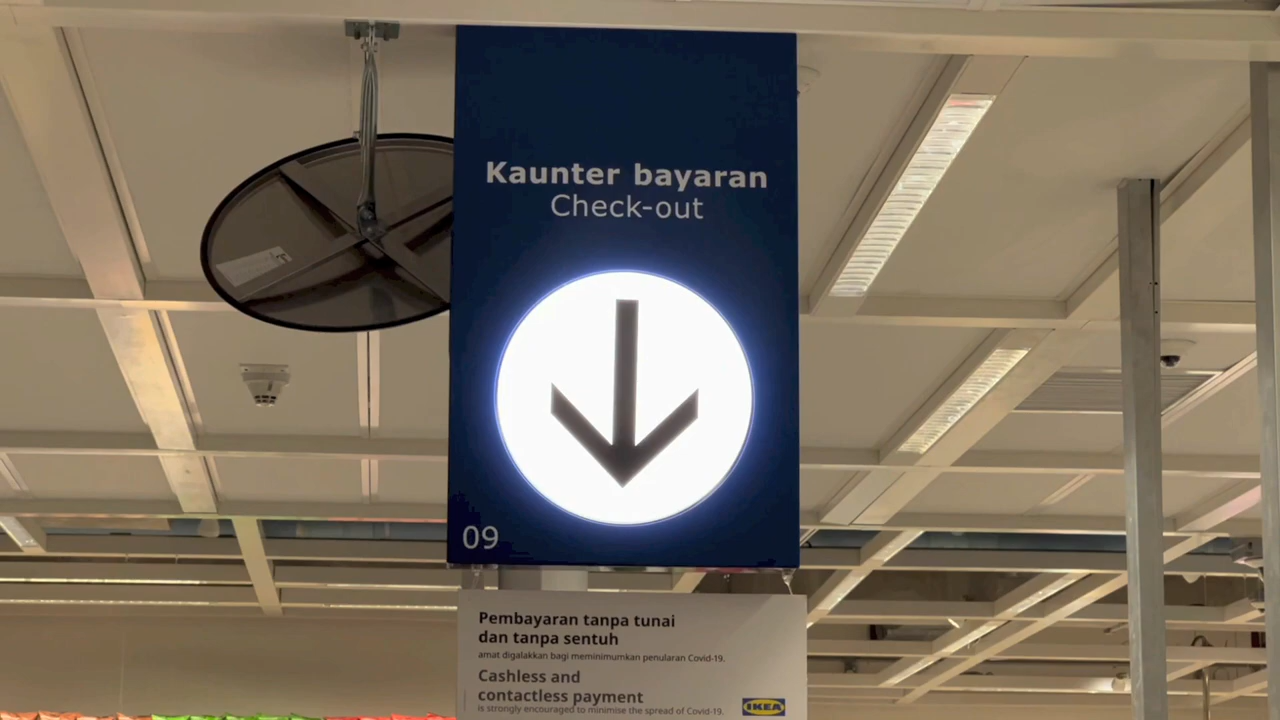 Kaunter bayaran
Check-out
09
Pembayaran tanpa tunai
dan tanpa sentuh
amat digalakkan bagi meminimumkan penularan Covid-19.
Cashless and
contactless payment
is strongly encouraged to minimise the spread of Covid-19.
IKEA